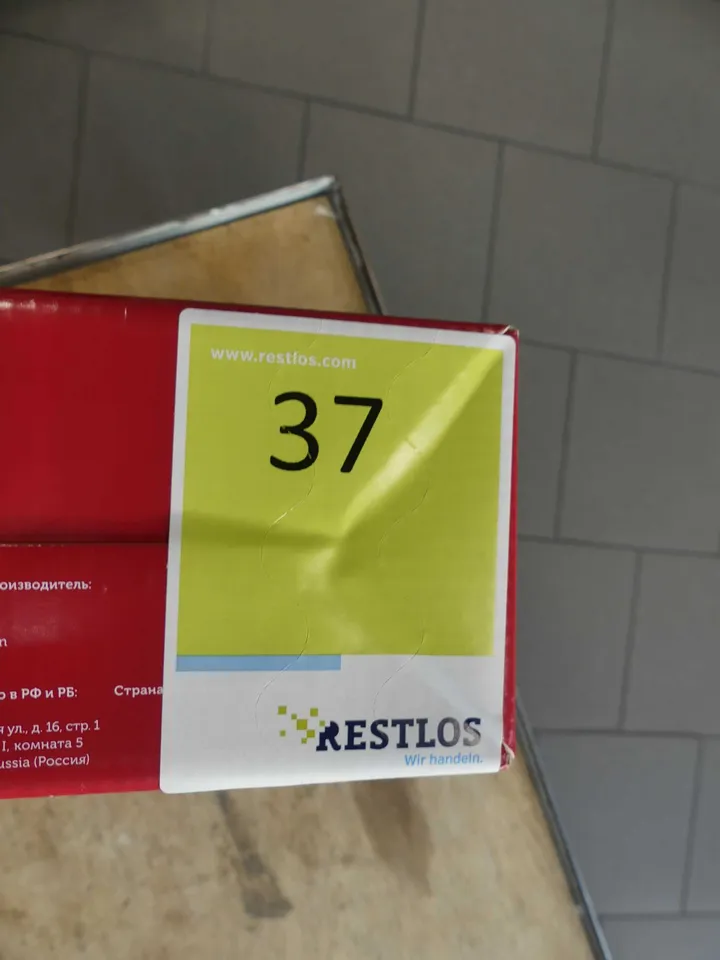 www.restlos.com
37
RESTLOS
Wir handeln.
оизводитель:
о в РФ и РБ:
Страна
ул., д. 16, стр. 1
I, комната 5
ussia (Россия)